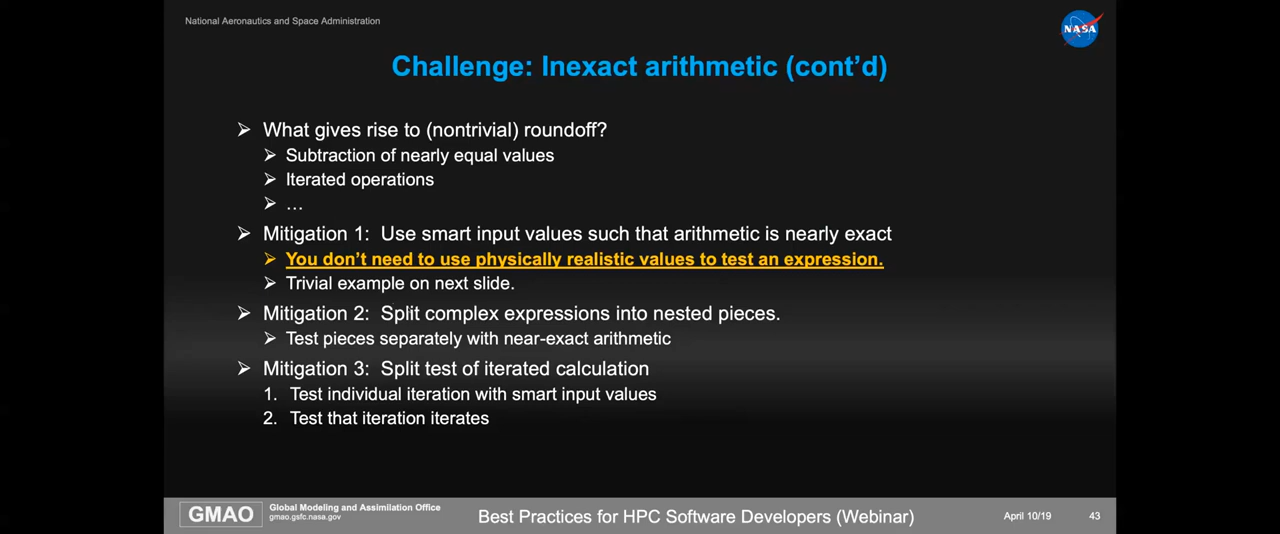 National Aeronautics and Space Administration
NASA
Challenge: Inexact arithmetic (cont’d)
➢ What gives rise to (nontrivial) roundoff?
➢ Subtraction of nearly equal values
➢ Iterated operations
➢ …
➢ Mitigation 1: Use smart input values such that arithmetic is nearly exact
➢ You don’t need to use physically realistic values to test an expression.
➢ Trivial example on next slide.
➢ Mitigation 2: Split complex expressions into nested pieces.
➢ Test pieces separately with near-exact arithmetic
➢ Mitigation 3: Split test of iterated calculation
1. Test individual iteration with smart input values
2. Test that iteration iterates
GMAO
Global Modeling and Assimilation Office
gmao.gsfc.nasa.gov
Best Practices for HPC Software Developers (Webinar)
April 10/19
43